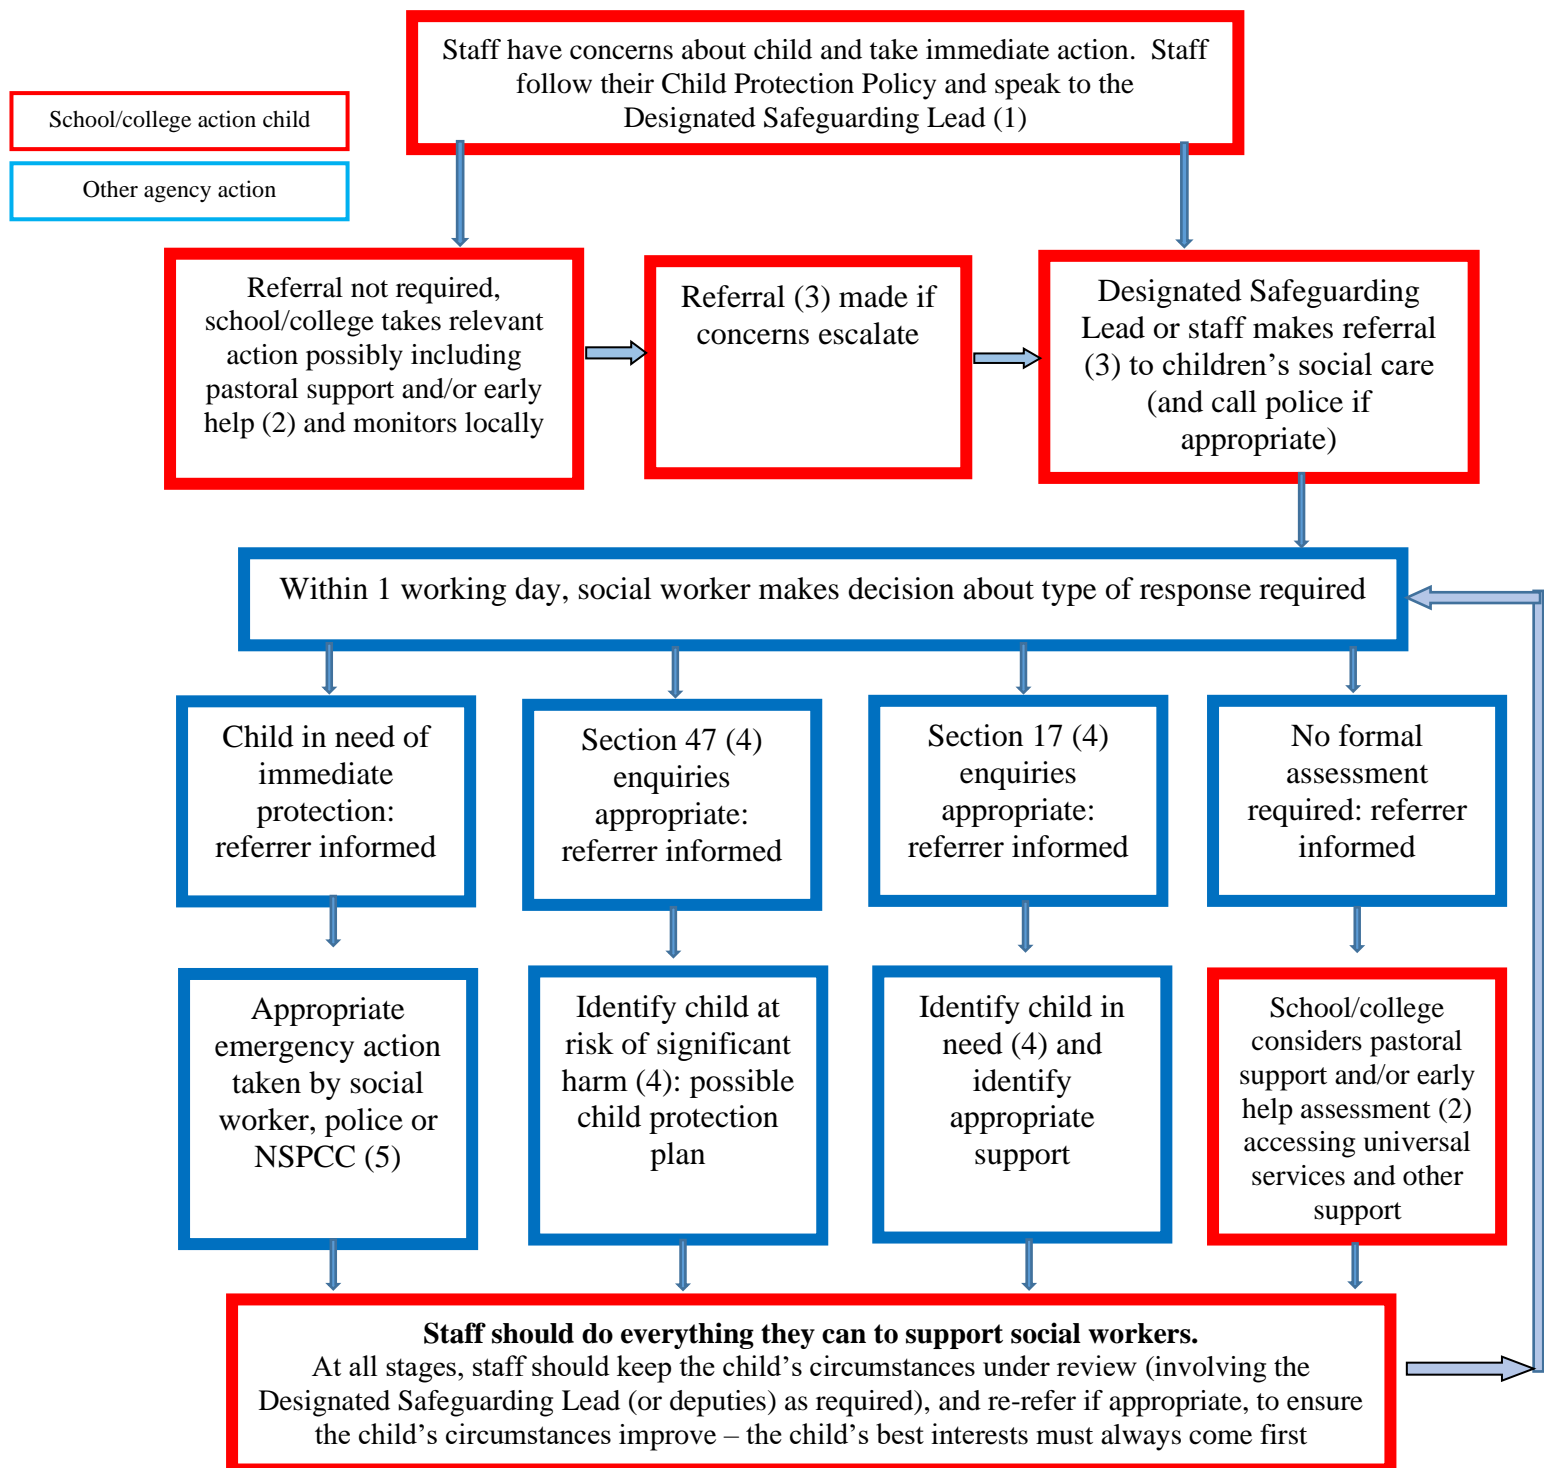 Staff have concerns about child and take immediate action.  Staff
follow their Child Protection Policy and speak to the
Designated Safeguarding Lead (1)
School/college action child
Other agency action
Referral not required,
school/college takes relevant
action possibly including
pastoral support and/or early
help (2) and monitors locally
Referral (3) made if
concerns escalate
Designated Safeguarding
Lead or staff makes referral
(3) to children’s social care
(and call police if
appropriate)
Within 1 working day, social worker makes decision about type of response required
Child in need of
immediate
protection:
referrer informed
Section 47 (4)
enquiries
appropriate:
referrer informed
Section 17 (4)
enquiries
appropriate:
referrer informed
No formal
assessment
required: referrer
informed
Appropriate
emergency action
taken by social
worker, police or
NSPCC (5)
Identify child at
risk of significant
harm (4): possible
child protection
plan
Identify child in
need (4) and
identify
appropriate
support
School/college
considers pastoral
support and/or early
help assessment (2)
accessing universal
services and other
support
Staff should do everything they can to support social workers.
At all stages, staff should keep the child’s circumstances under review (involving the
Designated Safeguarding Lead (or deputies) as required), and re-refer if appropriate, to ensure
the child’s circumstances improve – the child’s best interests must always come first